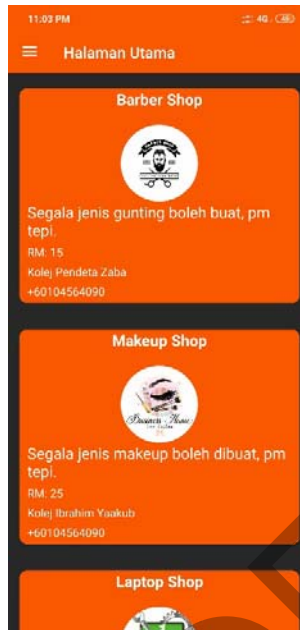 11:03 PM
4G
Halaman Utama
Barber Shop
Segala jenis gunting boleh buat, pm
tepi.
RM: 15
Kolej Pendeta Zaba
+60104564090
Makeup Shop
Business Name
Segala jenis makeup boleh dibuat, pm
tepi.
RM: 25
Kolej Ibrahim Yaakub
+60104564090
Laptop Shop